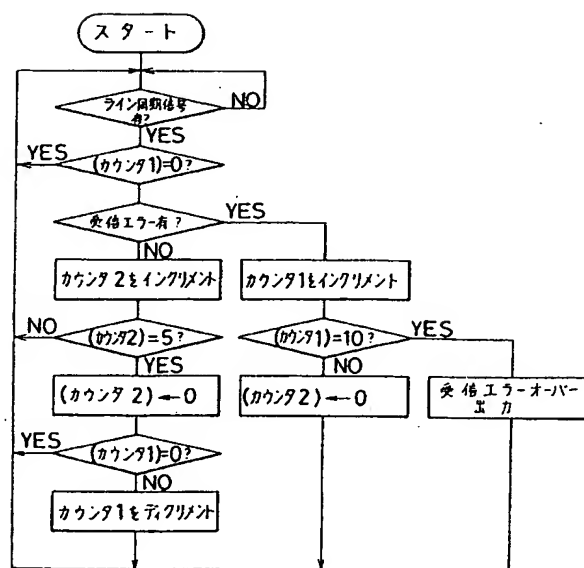 スタート
ライン同期信号
有?
NO
YES
YES
(カウンタ1)=0?
受信エラー有?
YES
NO
カウンタ2をインクリメント
カウンタ1をインクリメント
NO
(カウンタ2)=5?
(カウンタ1)=10?
YES
YES
NO
(カウンタ2)←0
(カウンタ2)←0
受信エラーオーバー
出力
YES
(カウンタ1)=0?
NO
カウンタ1をディクリメント